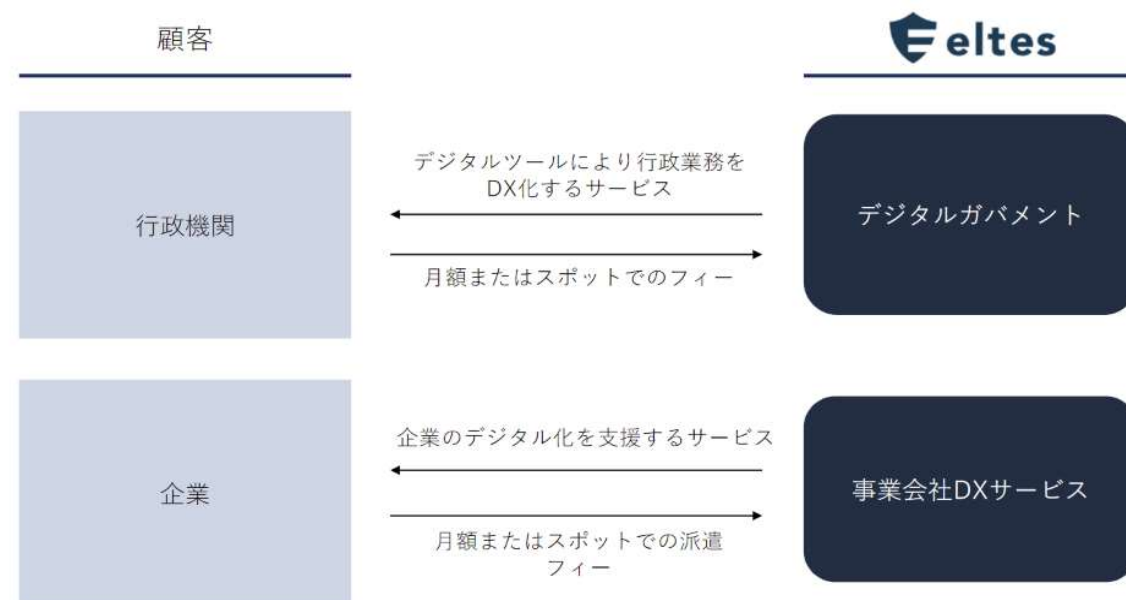 顧客
eltes
行政機関
デジタルツールにより行政業務を
DX化するサービス
月額またはスポットでのフィー
デジタルガバメント
企業
企業のデジタル化を支援するサービス
月額またはスポットでの派遣
フィー
事業会社DXサービス